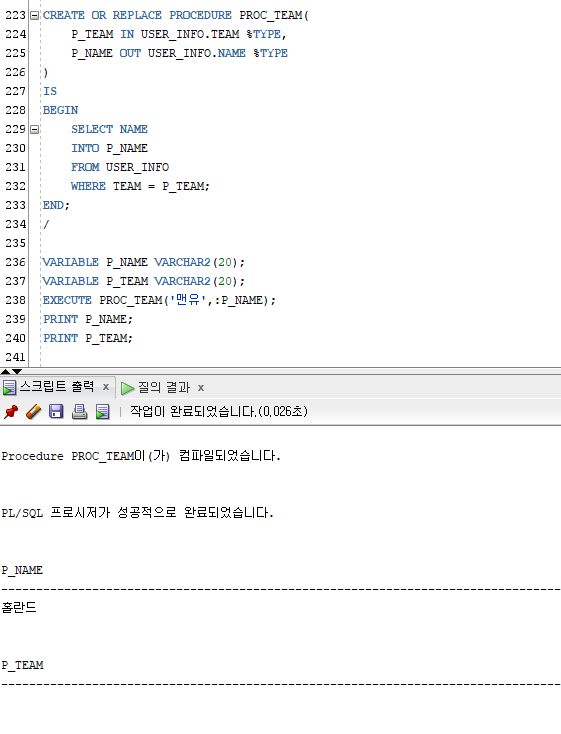 223 CREATE OR REPLACE PROCEDURE PROC_TEAM(
224 P_TEAM IN USER_INFO.TEAM %TYPE,
225 P_NAME OUT USER_INFO.NAME %TYPE
226 )
227 IS
228 BEGIN
229 SELECT NAME
230 INTO P_NAME
231 FROM USER_INFO
232 WHERE TEAM = P_TEAM;
233 END;
234 /
235
236 VARIABLE P_NAME VARCHAR2(20);
237 VARIABLE P_TEAM VARCHAR2(20);
238 EXECUTE PROC_TEAM('맨유',:P_NAME);
239 PRINT P_NAME;
240 PRINT P_TEAM;
241
스크립트 출력 x 질의 결과 x
작업이 완료되었습니다.(0,026초)
Procedure PROC_TEAM이(가) 컴파일되었습니다.
PL/SQL 프로시저가 성공적으로 완료되었습니다.
P_NAME
--------------------------------------------------------------------------------
홀란드
P_TEAM
--------------------------------------------------------------------------------